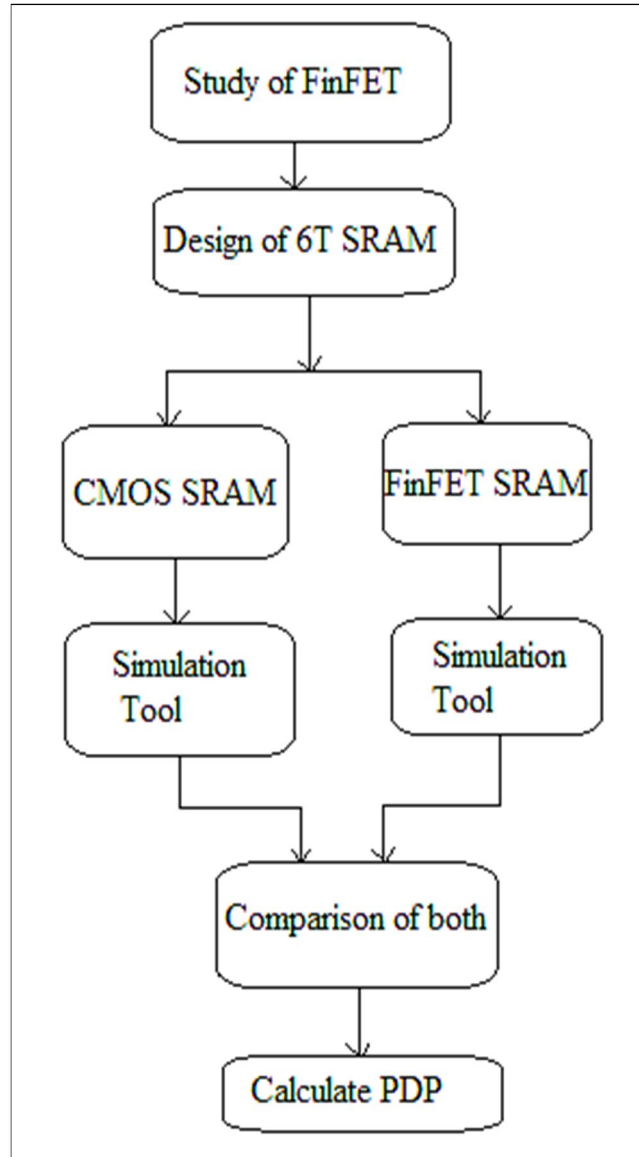 Study of FinFET
Design of 6T SRAM
CMOS SRAM
FinFET SRAM
Simulation
Tool
Simulation
Tool
Comparison of both
Calculate PDP